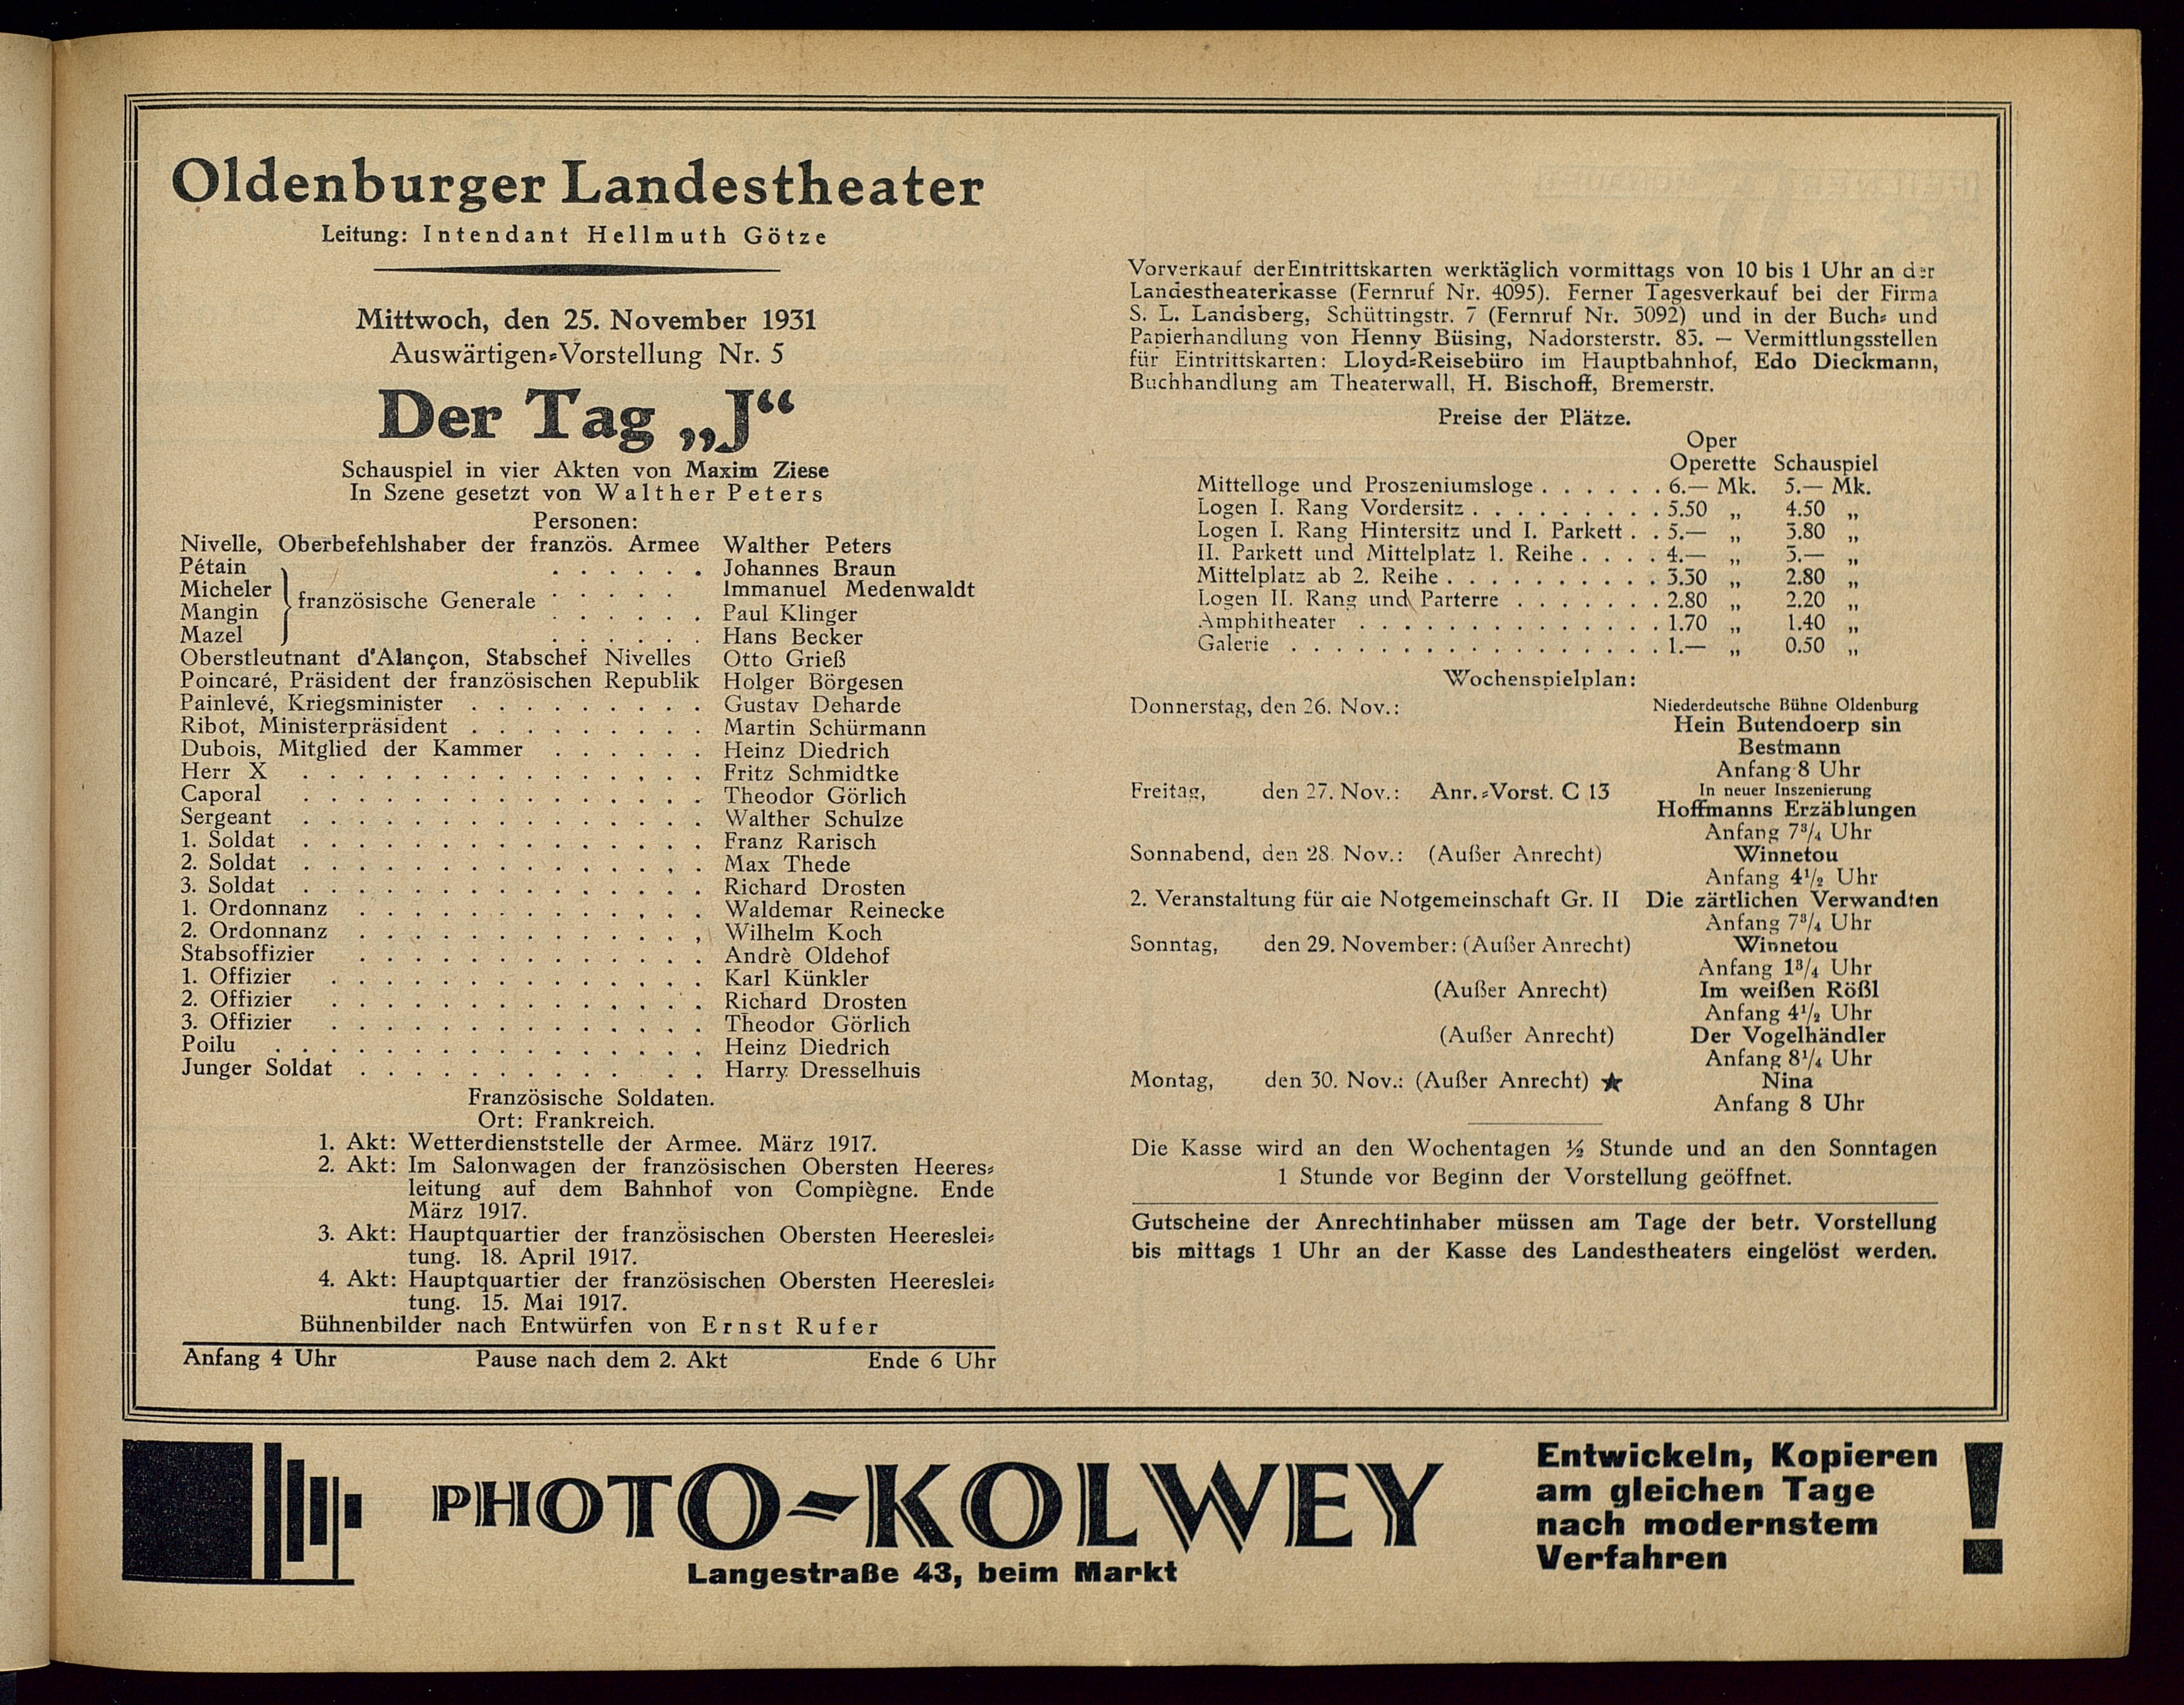 Oldenburger Landestheater
Leitung: Intendant Hellmuth Götze
Mittwoch, den 25. November 1931
Auswärtigen-Vorstellung Nr. 5
Der Tag „J“
Schauspiel in vier Akten von Maxim Ziese
In Szene gesetzt von Walther Peters
Personen:
Nivelle, Oberbefehlshaber der französ. Armee Walther Peters
Pétain . . . . . . Johannes Braun
Micheler . . . . . Immanuel Medenwaldt
französische Generale
Mangin . . . . . . Paul Klinger
Mazel . . . . . . Hans Becker
Oberstleutnant d'Alançon, Stabschef Nivelles Otto Grieß
Poincaré, Präsident der französischen Republik Holger Börgesen
Painlevé, Kriegsminister . . . . . . . . . Gustav Deharde
Ribot, Ministerpräsident . . . . . . . . . Martin Schürmann
Dubois, Mitglied der Kammer . . . . . . Heinz Diedrich
Herr X . . . . . . . . . . . . . . . Fritz Schmidtke
Caporal . . . . . . . . . . . . . . . Theodor Görlich
Sergeant . . . . . . . . . . . . . . . Walther Schulze
1. Soldat . . . . . . . . . . . . . . . Franz Rarisch
2. Soldat . . . . . . . . . . . . . . . Max Thede
3. Soldat . . . . . . . . . . . . . . . Richard Drosten
1. Ordonnanz . . . . . . . . . . . . . Waldemar Reinecke
2. Ordonnanz . . . . . . . . . . . . . Wilhelm Koch
Stabsoffizier . . . . . . . . . . . . . Andrè Oldehof
1. Offizier . . . . . . . . . . . . . . Karl Künkler
2. Offizier . . . . . . . . . . . . . . Richard Drosten
3. Offizier . . . . . . . . . . . . . . Theodor Görlich
Poilu . . . . . . . . . . . . . . . . Heinz Diedrich
Junger Soldat . . . . . . . . . . . . Harry Dresselhuis
Französische Soldaten.
Ort: Frankreich.
1. Akt: Wetterdienststelle der Armee. März 1917.
2. Akt: Im Salonwagen der französischen Obersten Heeres-
leitung auf dem Bahnhof von Compiègne. Ende
März 1917.
3. Akt: Hauptquartier der französischen Obersten Heereslei-
tung. 18. April 1917.
4. Akt: Hauptquartier der französischen Obersten Heereslei-
tung. 15. Mai 1917.
Bühnenbilder nach Entwürfen von Ernst Rufer
Anfang 4 Uhr Pause nach dem 2. Akt Ende 6 Uhr
Vorverkauf der Eintrittskarten werktäglich vormittags von 10 bis 1 Uhr an der
Landestheaterkasse (Fernruf Nr. 4095). Ferner Tagesverkauf bei der Firma
S. L. Landsberg, Schüttingstr. 7 (Fernruf Nr. 3092) und in der Buch- und
Papierhandlung von Henny Büsing, Nadorsterstr. 83. — Vermittlungsstellen
für Eintrittskarten: Lloyd-Reisebüro im Hauptbahnhof, Edo Dieckmann,
Buchhandlung am Theaterwall, H. Bischoff, Bremerstr.
Preise der Plätze.
Oper
Operette Schauspiel
Mittelloge und Proszeniumsloge . . . . . . 6.— Mk. 5.— Mk.
Logen I. Rang Vordersitz . . . . . . . . . 5.50 „ 4.50 „
Logen I. Rang Hintersitz und I. Parkett . . 5.— „ 3.80 „
II. Parkett und Mittelplatz 1. Reihe . . . . 4.— „ 3.— „
Mittelplatz ab 2. Reihe . . . . . . . . . . 3.30 „ 2.80 „
Logen II. Rang und Parterre . . . . . . . 2.80 „ 2.20 „
Amphitheater . . . . . . . . . . . . . . 1.70 „ 1.40 „
Galerie . . . . . . . . . . . . . . . . . 1.— „ 0.50 „
Wochenspielplan:
Donnerstag, den 26. Nov.: Niederdeutsche Bühne Oldenburg
Hein Butendoerp sin
Bestmann
Anfang 8 Uhr
Freitag, den 27. Nov.: Anr.-Vorst. C 13 In neuer Inszenierung
Hoffmanns Erzählungen
Anfang 7¾ Uhr
Sonnabend, den 28. Nov.: (Außer Anrecht) Winnetou
Anfang 4½ Uhr
2. Veranstaltung für die Notgemeinschaft Gr. II Die zärtlichen Verwandten
Anfang 7¾ Uhr
Sonntag, den 29. November: (Außer Anrecht) Winnetou
Anfang 1¾ Uhr
(Außer Anrecht) Im weißen Rößl
Anfang 4½ Uhr
(Außer Anrecht) Der Vogelhändler
Anfang 8¼ Uhr
Montag, den 30. Nov.: (Außer Anrecht) ★ Nina
Anfang 8 Uhr
Die Kasse wird an den Wochentagen ½ Stunde und an den Sonntagen
1 Stunde vor Beginn der Vorstellung geöffnet.
Gutscheine der Anrechtinhaber müssen am Tage der betr. Vorstellung
bis mittags 1 Uhr an der Kasse des Landestheaters eingelöst werden.
PHOTO-KOLWEY
Langestraße 43, beim Markt
Entwickeln, Kopieren
am gleichen Tage
nach modernstem
Verfahren !